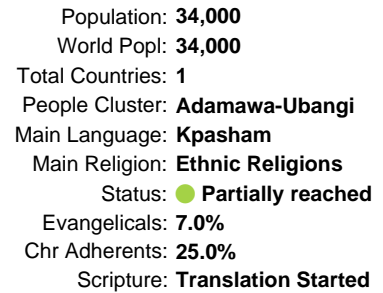 Population: 34,000
World Popl: 34,000
Total Countries: 1
People Cluster: Adamawa-Ubangi
Main Language: Kpasham
Main Religion: Ethnic Religions
Status: Partially reached
Evangelicals: 7.0%
Chr Adherents: 25.0%
Scripture: Translation Started